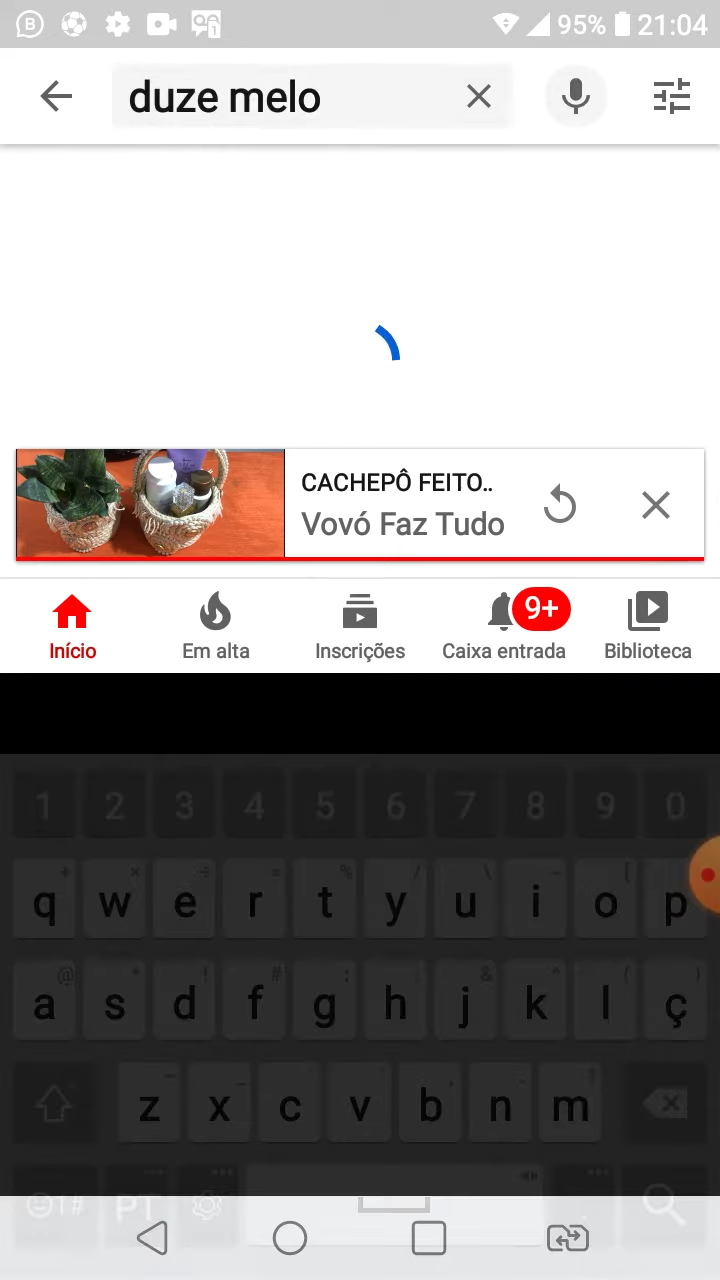 95% 21:04
duze melo
CACHEPÔ FEITO..
Vovó Faz Tudo
9+
Início Em alta Inscrições Caixa entrada Biblioteca
1 2 3 4 5 6 7 8 9 0
q w e r t y u i o p
a s d f g h j k l ç
z x c v b n m
!# PT